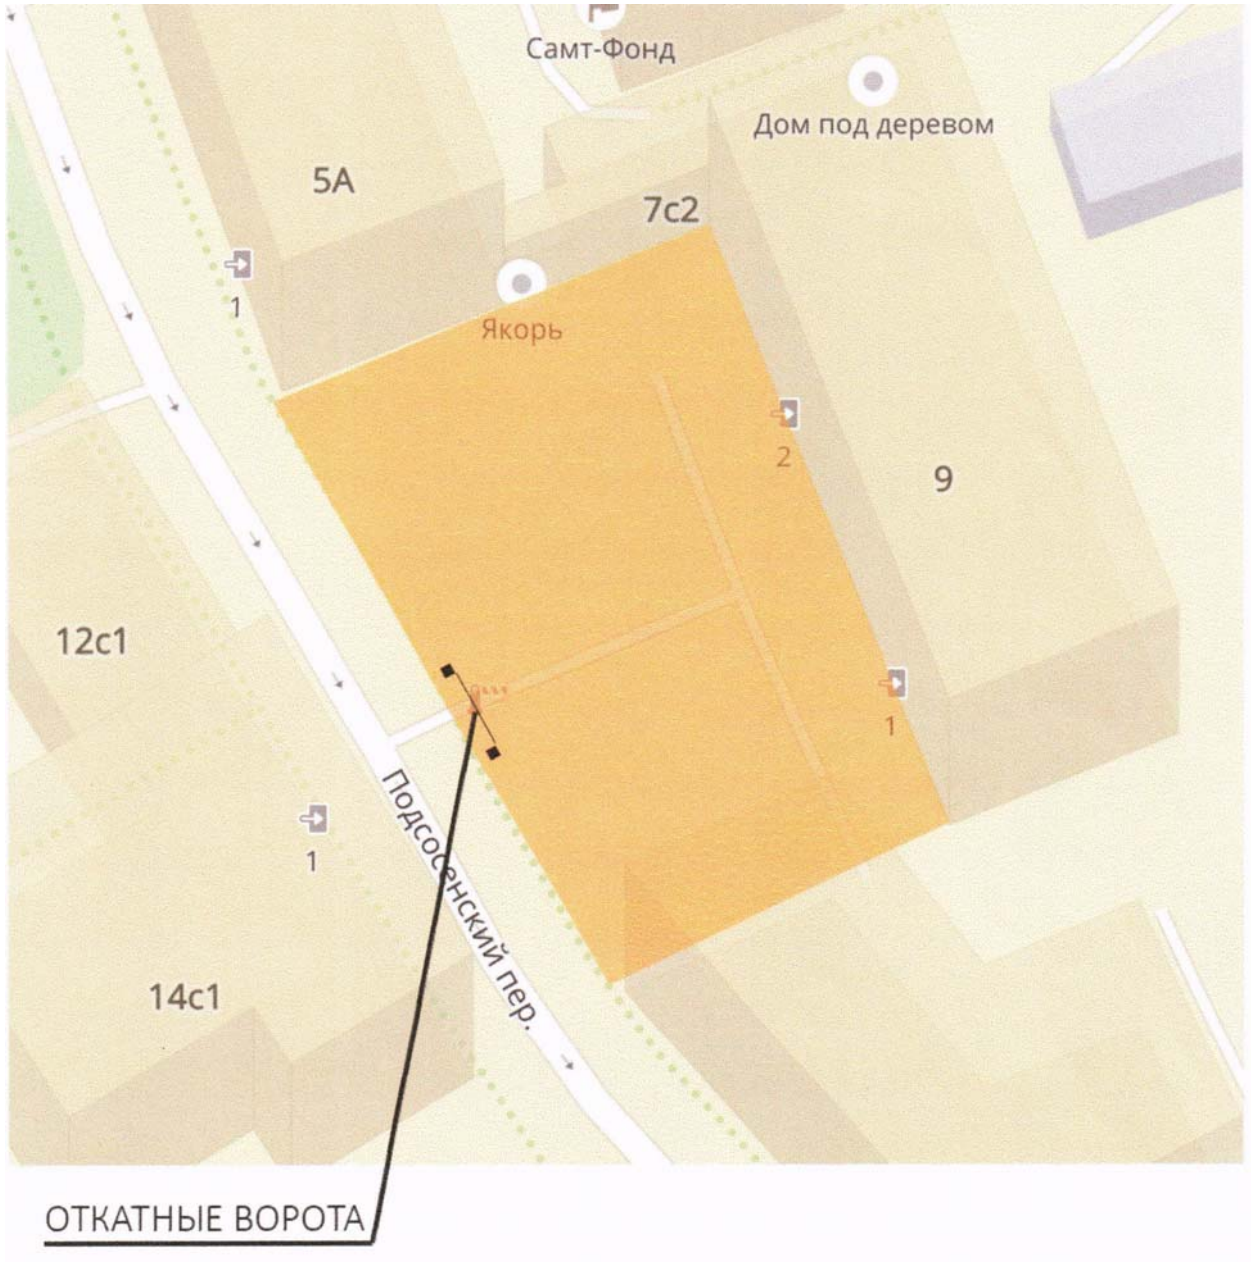 Самт-Фонд
Дом под деревом
5А
7с2
1
Якорь
2
9
12с1
1
Подсосенский пер.
1
14с1
ОТКАТНЫЕ ВОРОТА